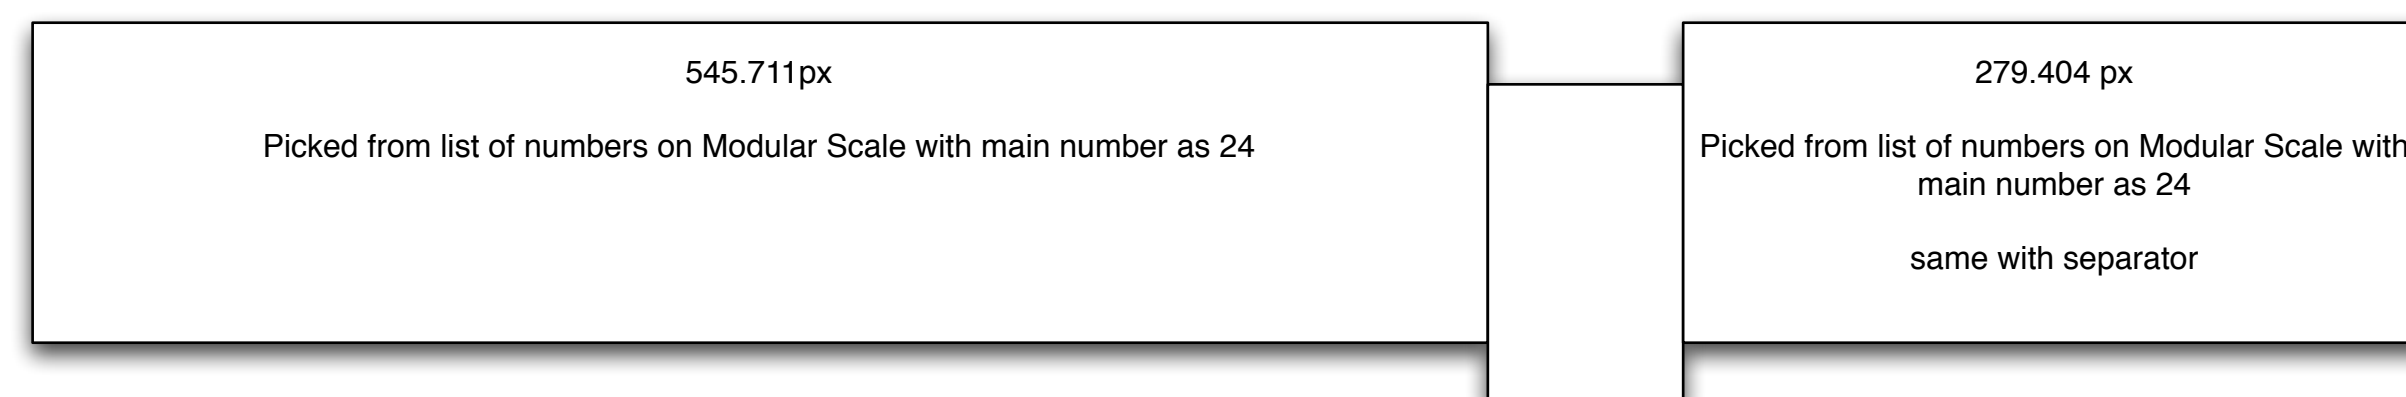 545.711px
Picked from list of numbers on Modular Scale with main number as 24
279.404 px
Picked from list of numbers on Modular Scale with
main number as 24
same with separator